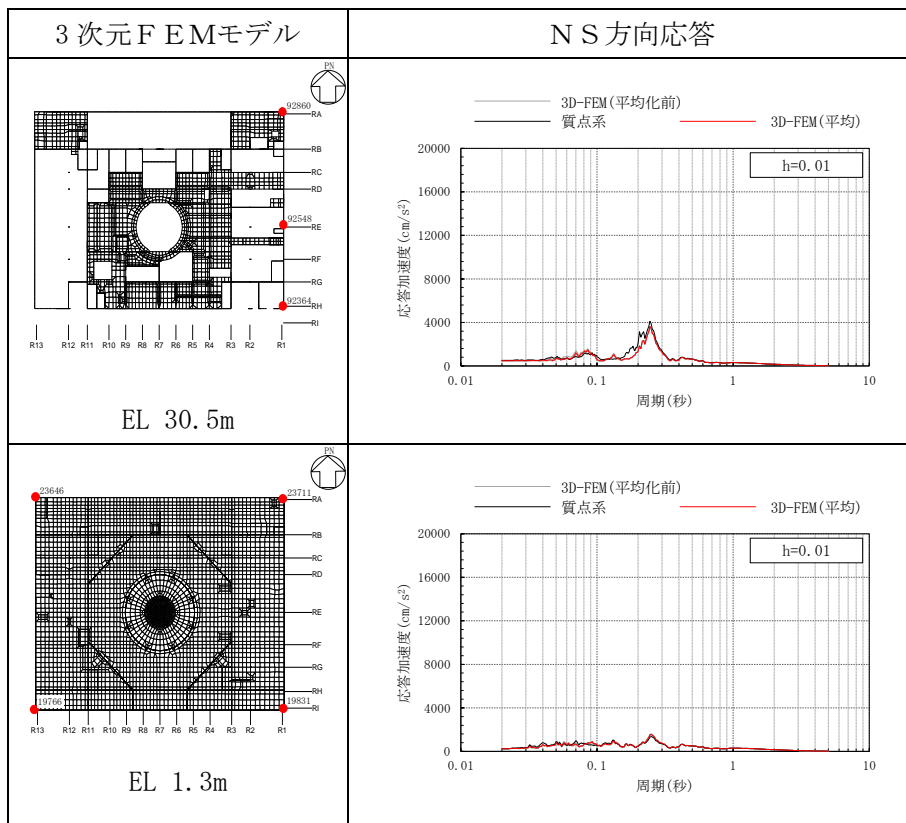 3次元FEMモデル
NS方向応答
PN
92860
RA
RB
RC
RD
92548
RE
RF
RG
92364
RH
RI
R13 R12 R11 R10 R9 R8 R7 R6 R5 R4 R3 R2 R1
EL 30.5m
3D-FEM(平均化前)
質点系
3D-FEM(平均)
h=0.01
応答加速度(cm/s²)
20000
16000
12000
8000
4000
0
0.01 0.1 1 10
周期(秒)
PN
23646
23711
RA
RB
RC
RD
RE
RF
RG
RH
19766
19831
RI
R13 R12 R11 R10 R9 R8 R7 R6 R5 R4 R3 R2 R1
EL 1.3m
3D-FEM(平均化前)
質点系
3D-FEM(平均)
h=0.01
応答加速度(cm/s²)
20000
16000
12000
8000
4000
0
0.01 0.1 1 10
周期(秒)